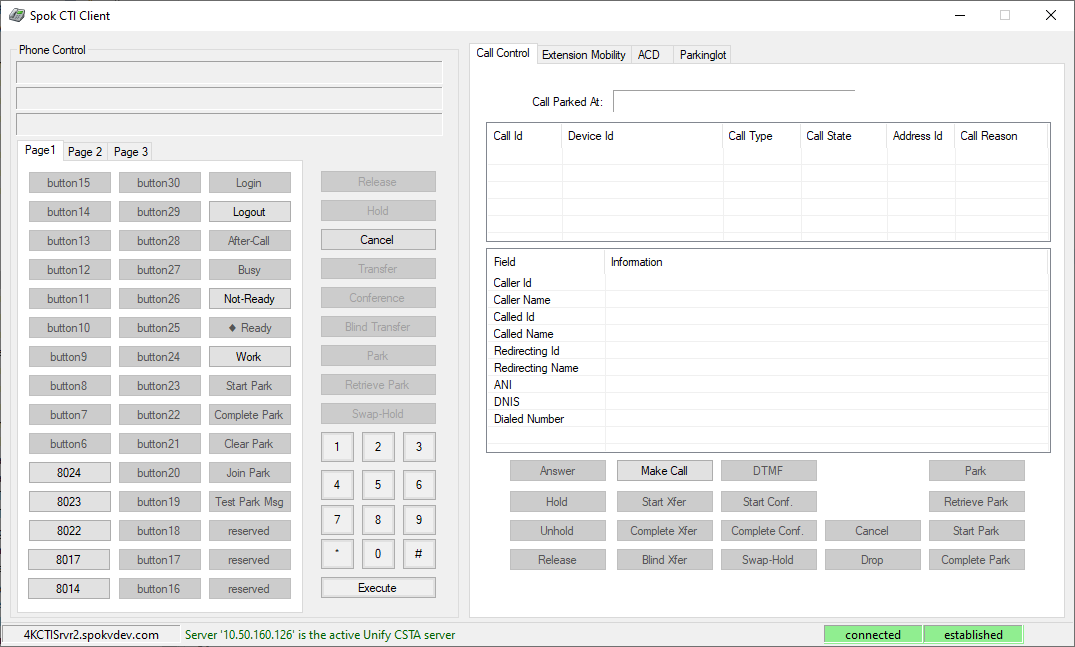 Spok CTI Client
Phone Control
Page1 Page 2 Page 3
button15 button30 Login
button14 button29 Logout
button13 button28 After-Call
button12 button27 Busy
button11 button26 Not-Ready
button10 button25 ♦ Ready
button9 button24 Work
button8 button23 Start Park
button7 button22 Complete Park
button6 button21 Clear Park
8024 button20 Join Park
8023 button19 Test Park Msg
8022 button18 reserved
8017 button17 reserved
8014 button16 reserved
Release
Hold
Cancel
Transfer
Conference
Blind Transfer
Park
Retrieve Park
Swap-Hold
1 2 3
4 5 6
7 8 9
* 0 #
Execute
Call Control Extension Mobility ACD Parkinglot
Call Parked At:
Call Id Device Id Call Type Call State Address Id Call Reason
Field Information
Caller Id
Caller Name
Called Id
Called Name
Redirecting Id
Redirecting Name
ANI
DNIS
Dialed Number
Answer Make Call DTMF Park
Hold Start Xfer Start Conf. Retrieve Park
Unhold Complete Xfer Complete Conf. Cancel Start Park
Release Blind Xfer Swap-Hold Drop Complete Park
4KCTISrvr2.spokvdev.com Server '10.50.160.126' is the active Unify CSTA server connected established